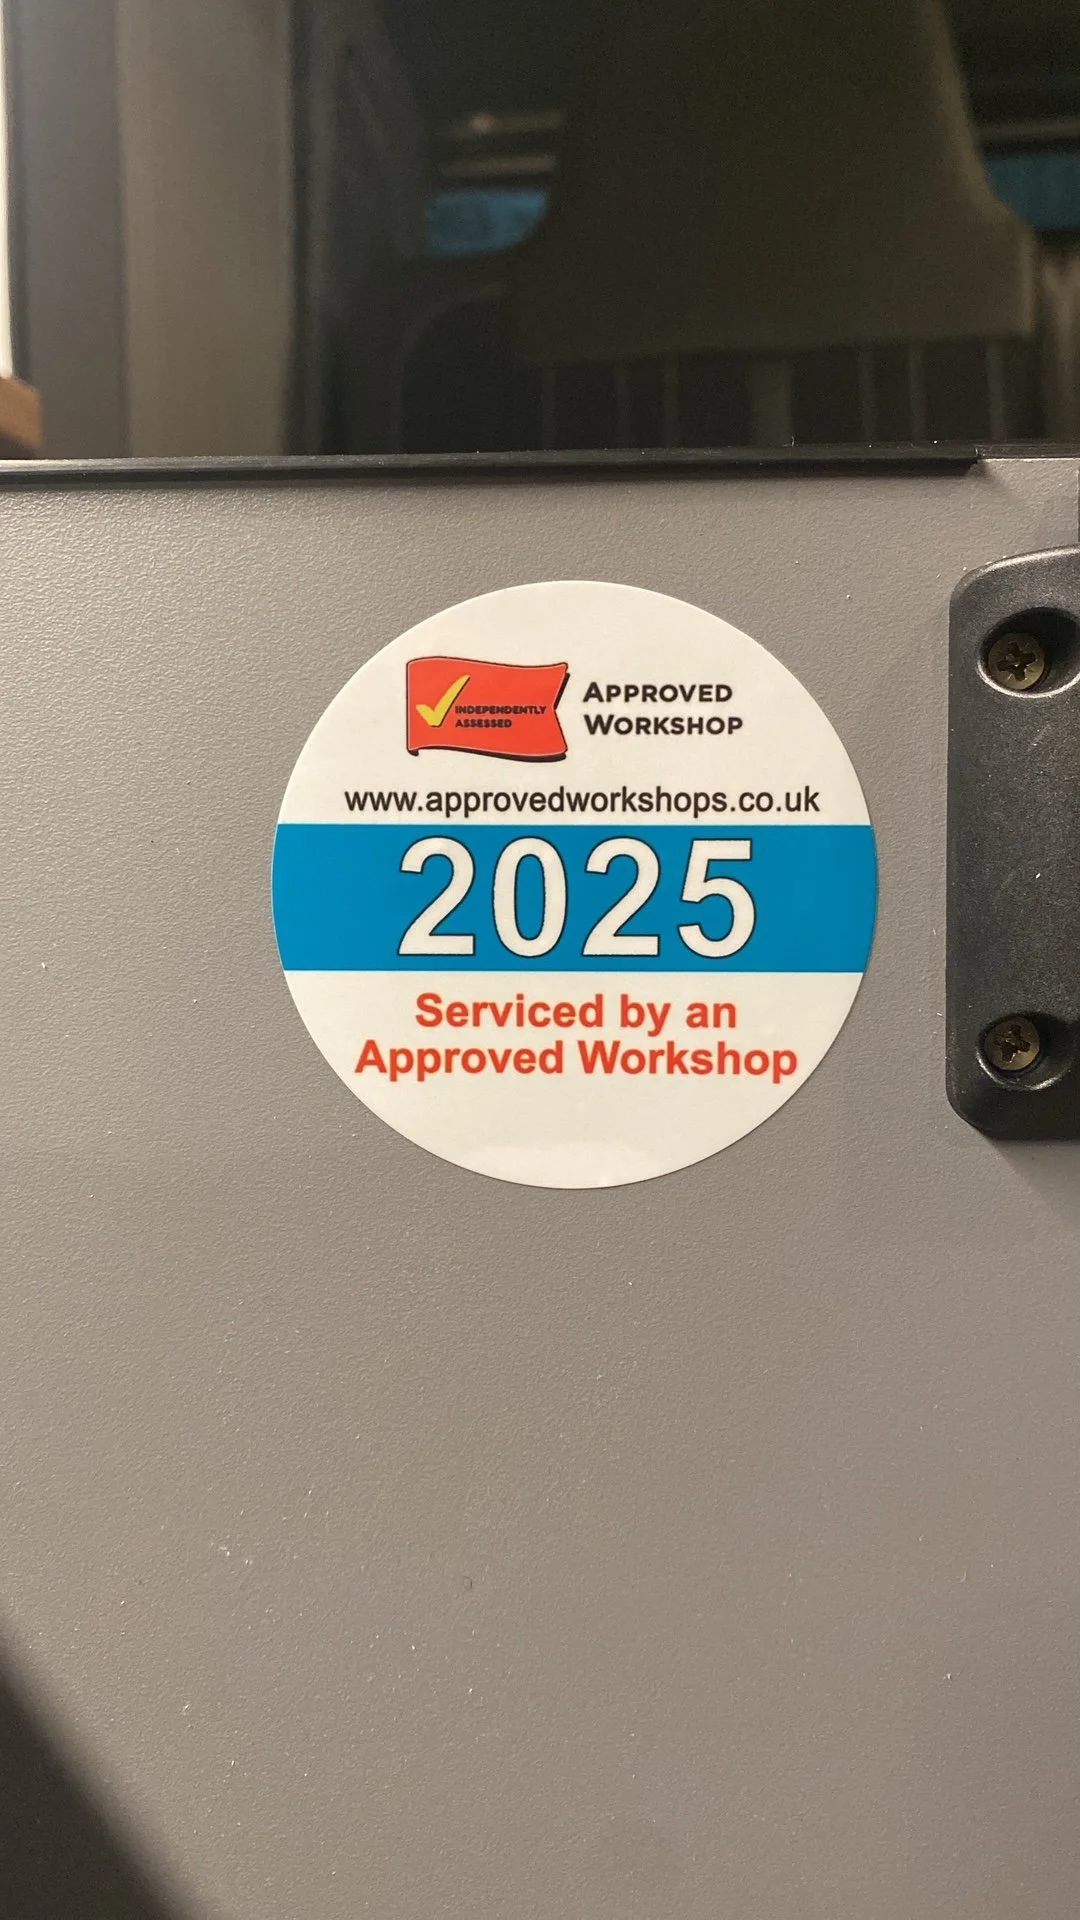 INDEPENDENTLY
ASSESSED
APPROVED
WORKSHOP
www.approvedworkshops.co.uk
2025
Serviced by an
Approved Workshop